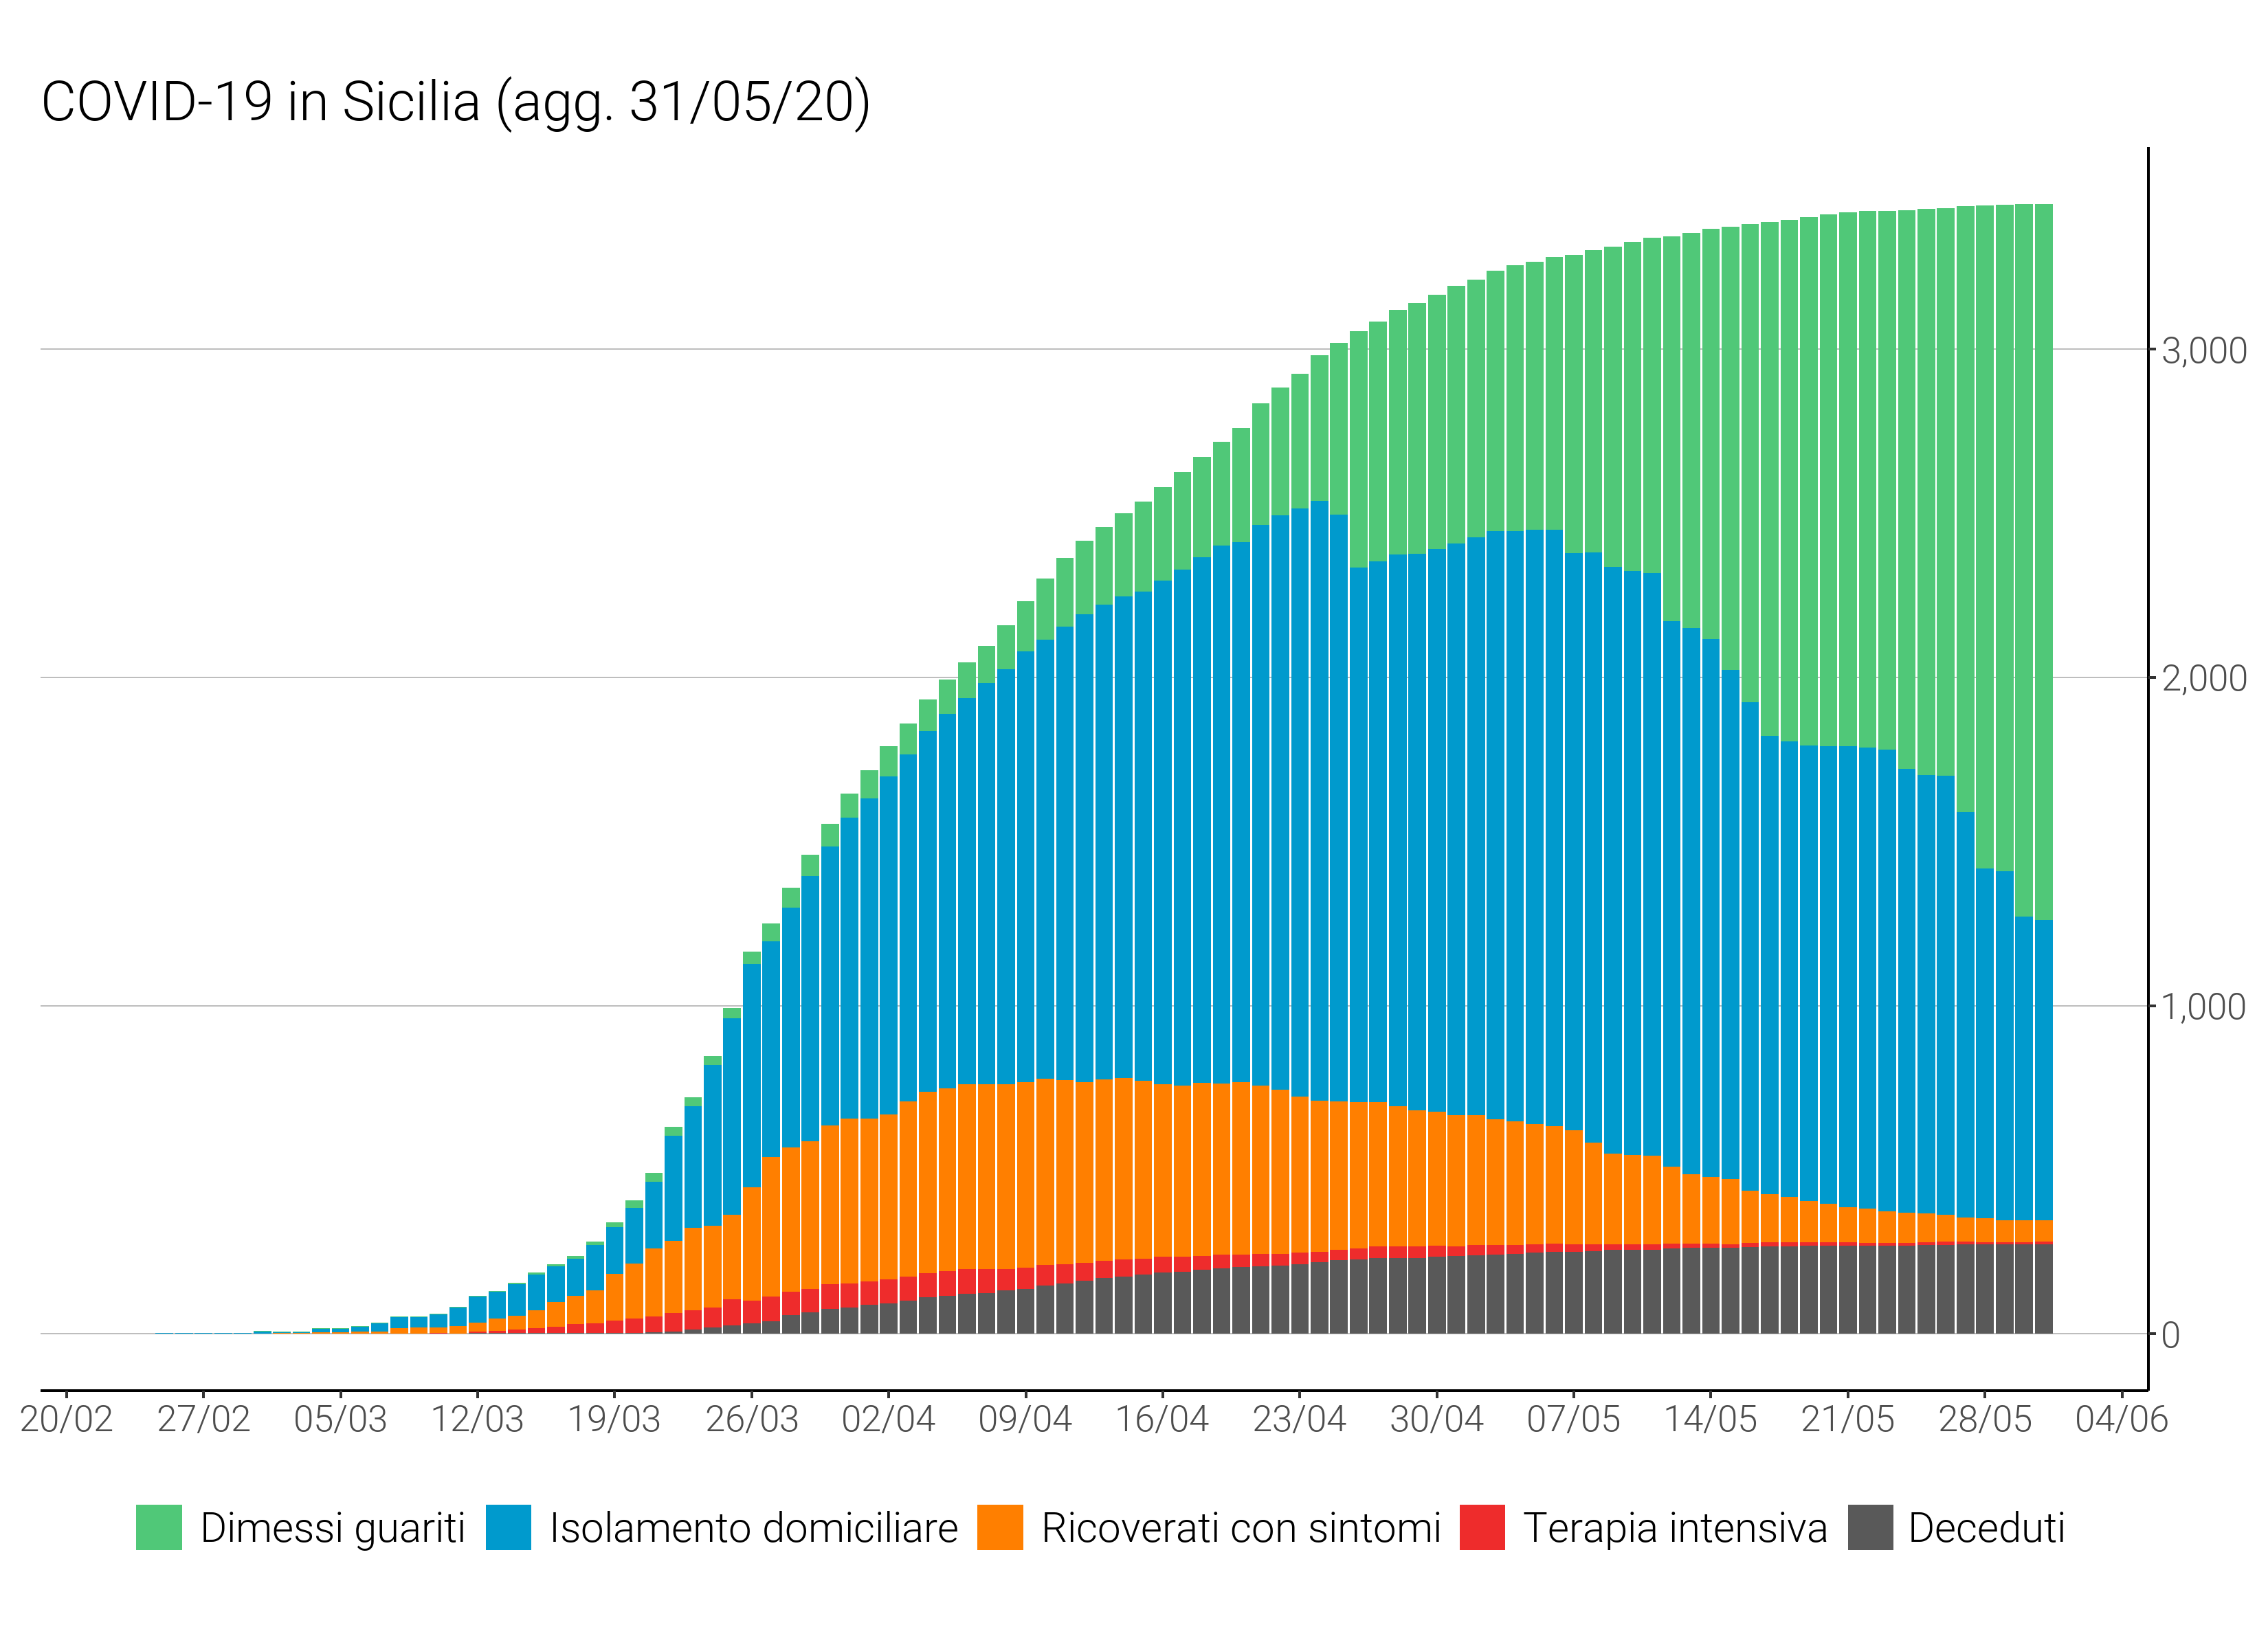 COVID-19 in Sicilia (agg. 31/05/20)
3,000
2,000
1,000
0
20/02 27/02 05/03 12/03 19/03 26/03 02/04 09/04 16/04 23/04 30/04 07/05 14/05 21/05 28/05 04/06
Dimessi guariti Isolamento domiciliare Ricoverati con sintomi Terapia intensiva Deceduti